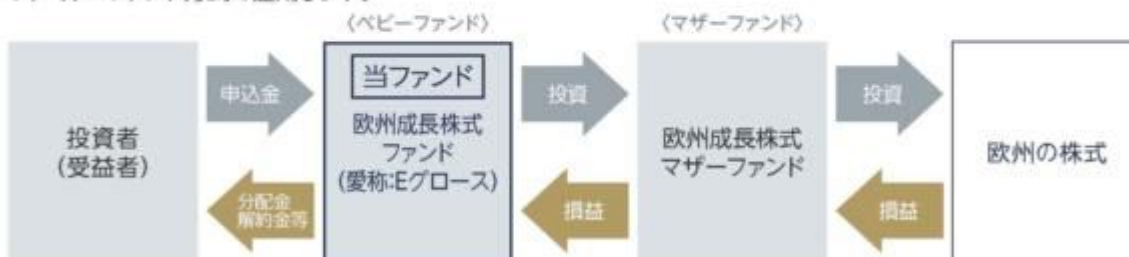 〈ベビーファンド〉
〈マザーファンド〉
投資者
(受益者)
申込金
分配金
解約金等
当ファンド
欧州成長株式
ファンド
(愛称:Eグロース)
投資
損益
欧州成長株式
マザーファンド
投資
損益
欧州の株式